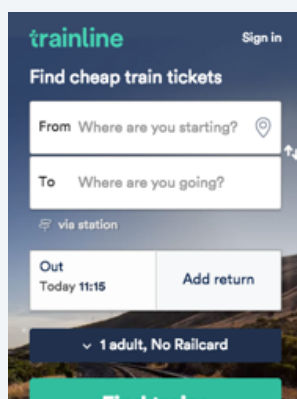 trainline
Sign in
Find cheap train tickets
From Where are you starting?
To Where are you going?
via station
Out
Today 11:15
Add return
1 adult, No Railcard